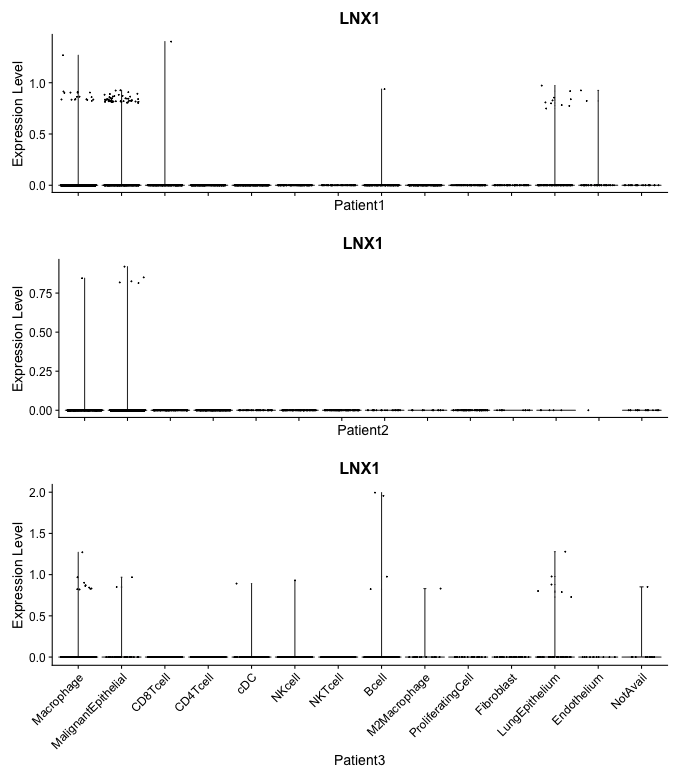 LNX1
Expression Level
1.0
0.5
0.0
Patient1
LNX1
Expression Level
0.75
0.50
0.25
0.00
Patient2
LNX1
Expression Level
2.0
1.5
1.0
0.5
0.0
Macrophage
MalignantEpithelial
CD8Tcell
CD4Tcell
cDC
NKcell
NKTcell
Bcell
M2Macrophage
ProliferatingCell
Fibroblast
LungEpithelium
Endothelium
NotAvail
Patient3